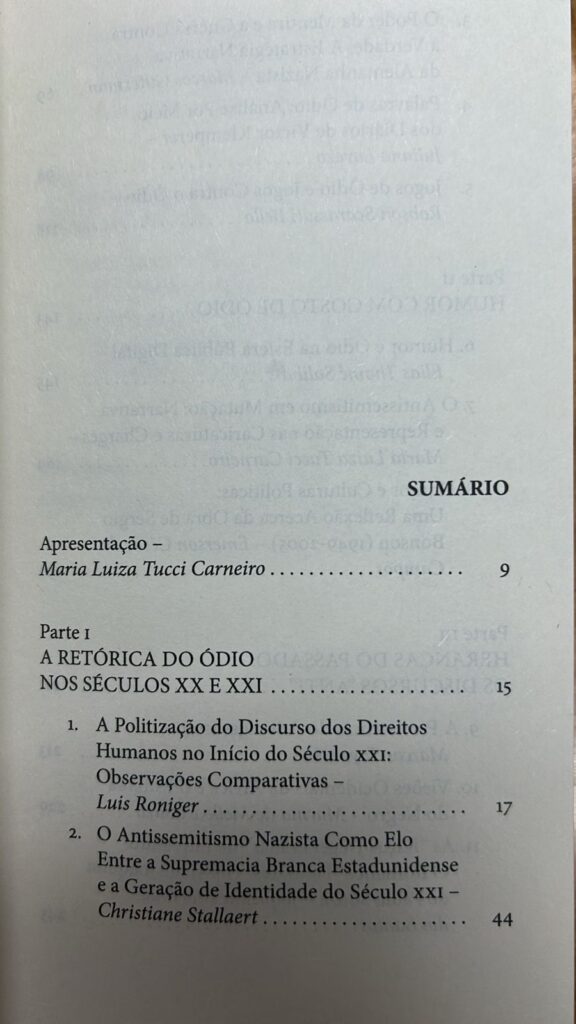 SUMÁRIO
Apresentação –
Maria Luiza Tucci Carneiro . . . . . . . . . . . . . . . . . . . . . 9
Parte I
A RETÓRICA DO ÓDIO
NOS SÉCULOS XX E XXI . . . . . . . . . . . . . . . . . . . . . 15
1. A Politização do Discurso dos Direitos
Humanos no Início do Século XXI:
Observações Comparativas –
Luis Roniger . . . . . . . . . . . . . . . . . . . . . . . . . . . . 17
2. O Antissemitismo Nazista Como Elo
Entre a Supremacia Branca Estadunidense
e a Geração de Identidade do Século XXI –
Christiane Stallaert . . . . . . . . . . . . . . . . . . . . . . 44